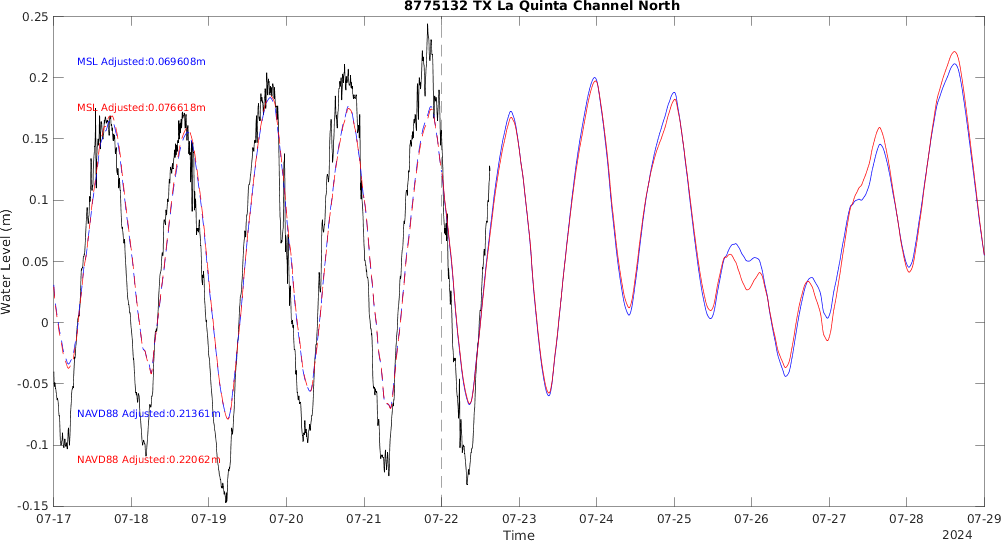 8775132 TX La Quinta Channel North
0.25
0.2
0.15
0.1
0.05
0
-0.05
-0.1
-0.15
Water Level (m)
MSL Adjusted:0.069608m
MSL Adjusted:0.076618m
NAVD88 Adjusted:0.21361m
NAVD88 Adjusted:0.22062m
07-17 07-18 07-19 07-20 07-21 07-22 07-23 07-24 07-25 07-26 07-27 07-28 07-29
Time
2024